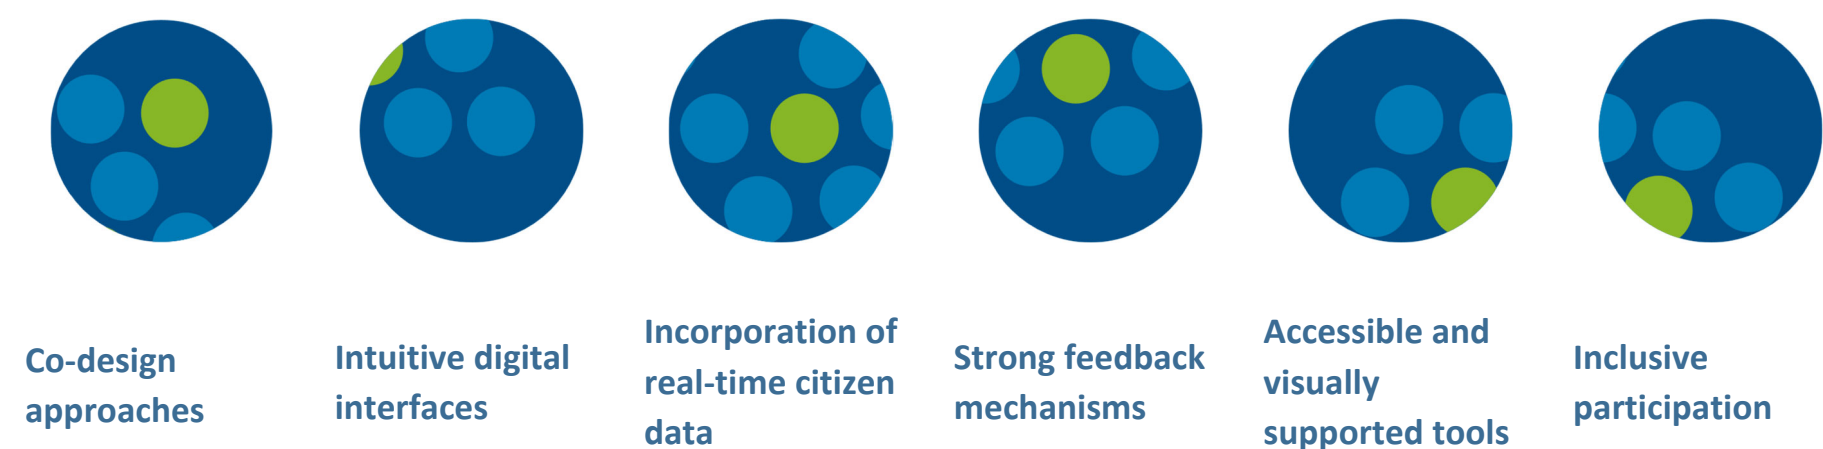 Co-design
approaches
Intuitive digital
interfaces
Incorporation of
real-time citizen
data
Strong feedback
mechanisms
Accessible and
visually
supported tools
Inclusive
participation